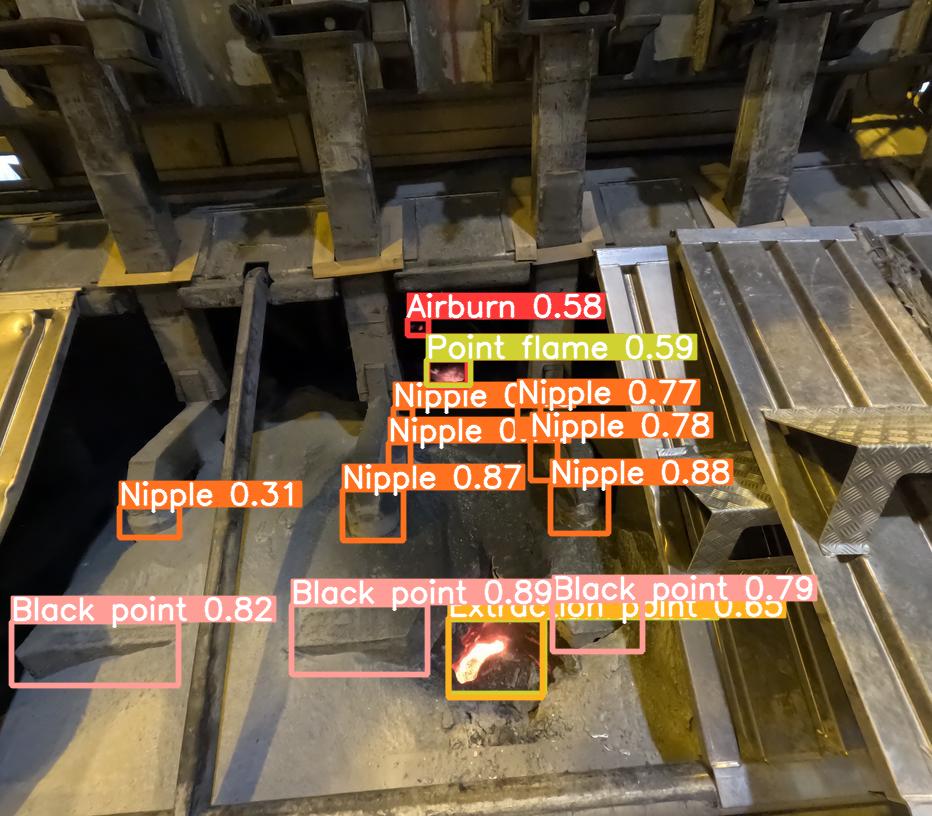 Airburn 0.58
Point flame 0.59
Nipple 0.77
Nipple 0.78
Nipple 0.87
Nipple 0.88
Nipple 0.31
Black point 0.89
Black point 0.79
Extraction point 0.65
Black point 0.82